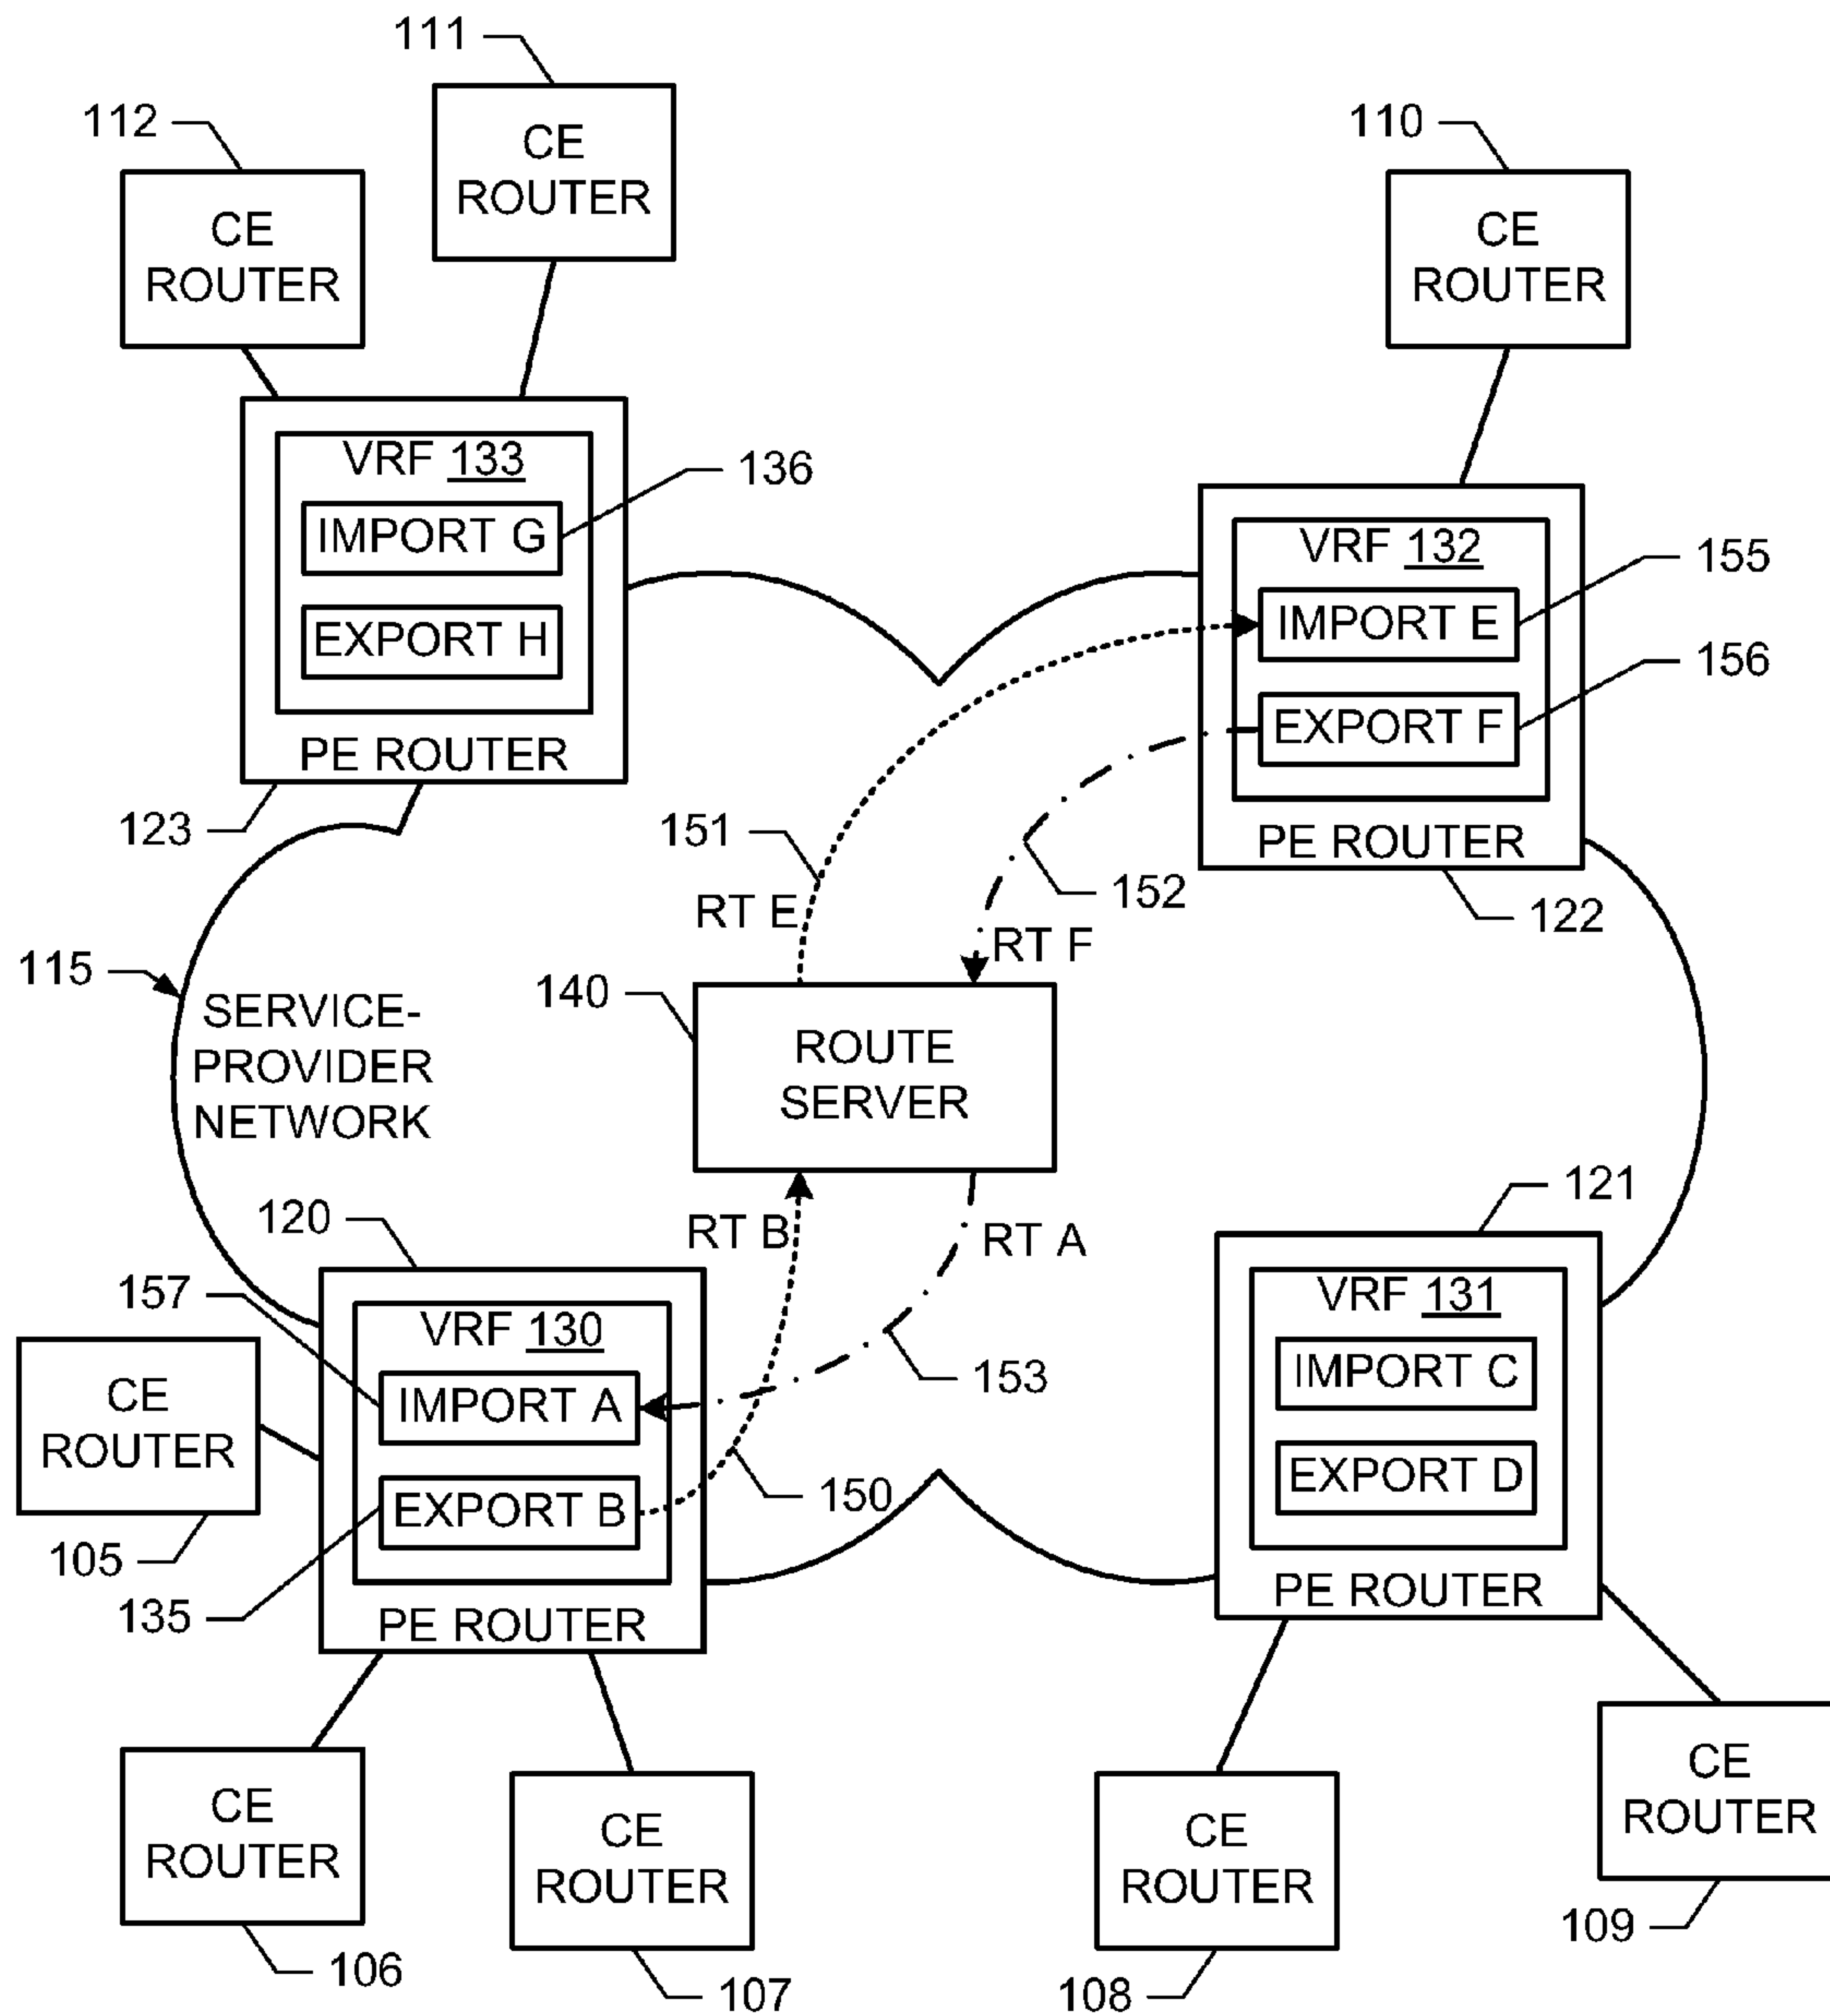 111
112
110
CE
ROUTER
CE
ROUTER
CE
ROUTER
VRF 133
136
IMPORT G
EXPORT H
PE ROUTER
123
VRF 132
155
IMPORT E
156
EXPORT F
PE ROUTER
122
151
152
RT E
RT F
115
SERVICE-
PROVIDER
NETWORK
140
ROUTE
SERVER
120
RT B
RT A
121
157
VRF 130
IMPORT A
153
EXPORT B
150
135
PE ROUTER
CE
ROUTER
105
VRF 131
IMPORT C
EXPORT D
PE ROUTER
CE
ROUTER
CE
ROUTER
CE
ROUTER
CE
ROUTER
106
107
108
109